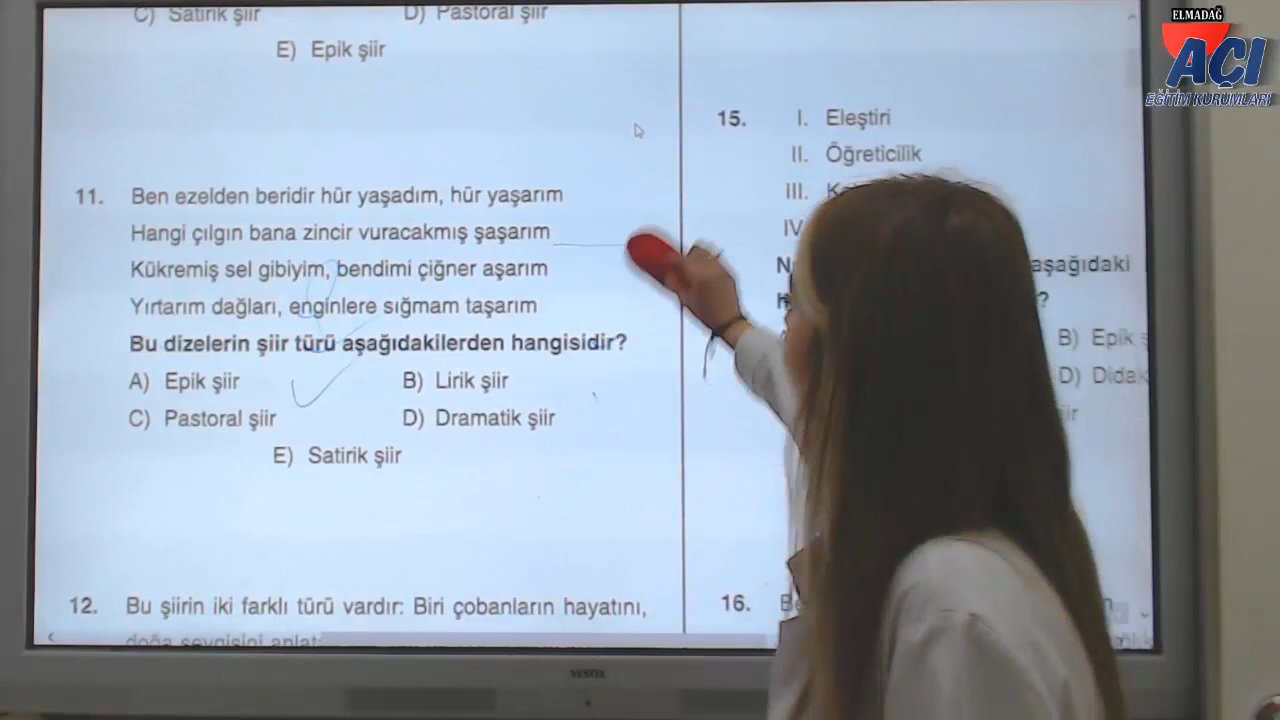 C) Satirik şiir D) Pastoral şiir
E) Epik şiir
11. Ben ezelden beridir hür yaşadım, hür yaşarım
Hangi çılgın bana zincir vuracakmış şaşarım
Kükremiş sel gibiyim, bendimi çiğner aşarım
Yırtarım dağları, enginlere sığmam taşarım
Bu dizelerin şiir türü aşağıdakilerden hangisidir?
A) Epik şiir B) Lirik şiir
C) Pastoral şiir D) Dramatik şiir
E) Satirik şiir
12. Bu şiirin iki farklı türü vardır: Biri çobanların hayatını,
doğa sevgisini
15. I. Eleştiri
II. Öğreticilik
III.
IV
aşağıdaki
?
B) Epik
D)
16.
VESTEL
ELMADAĞ
AÇI
EĞİTİM KURUMLARI